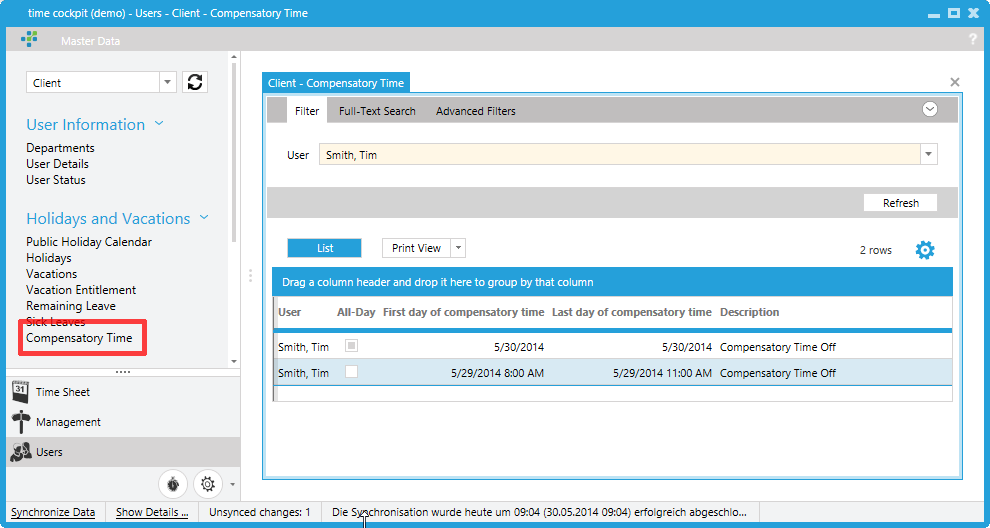 time cockpit (demo) - Users - Client - Compensatory Time
Master Data
?
Client
User Information
Departments
User Details
User Status
Holidays and Vacations
Public Holiday Calendar
Holidays
Vacations
Vacation Entitlement
Remaining Leave
Sick Leaves
Compensatory Time
31
Time Sheet
Management
Users
Client - Compensatory Time
Filter Full-Text Search Advanced Filters
User Smith, Tim
Refresh
List Print View 2 rows
Drag a column header and drop it here to group by that column
User All-Day First day of compensatory time Last day of compensatory time Description
Smith, Tim 5/30/2014 5/30/2014 Compensatory Time Off
Smith, Tim 5/29/2014 8:00 AM 5/29/2014 11:00 AM Compensatory Time Off
Synchronize Data Show Details ... Unsynced changes: 1 Die Synchronisation wurde heute um 09:04 (30.05.2014 09:04) erfolgreich abgeschlo...